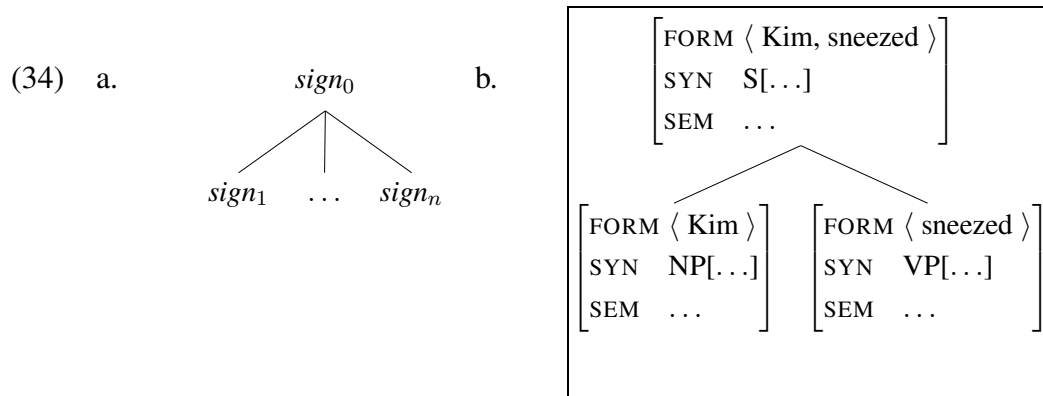 (34) a. sign₀ b. [FORM ⟨ Kim, sneezed ⟩]
SYN S[...]
SEM ...
sign₁ ... signₙ
[FORM ⟨ Kim ⟩] [FORM ⟨ sneezed ⟩]
SYN NP[...] SYN VP[...]
SEM ... SEM ...